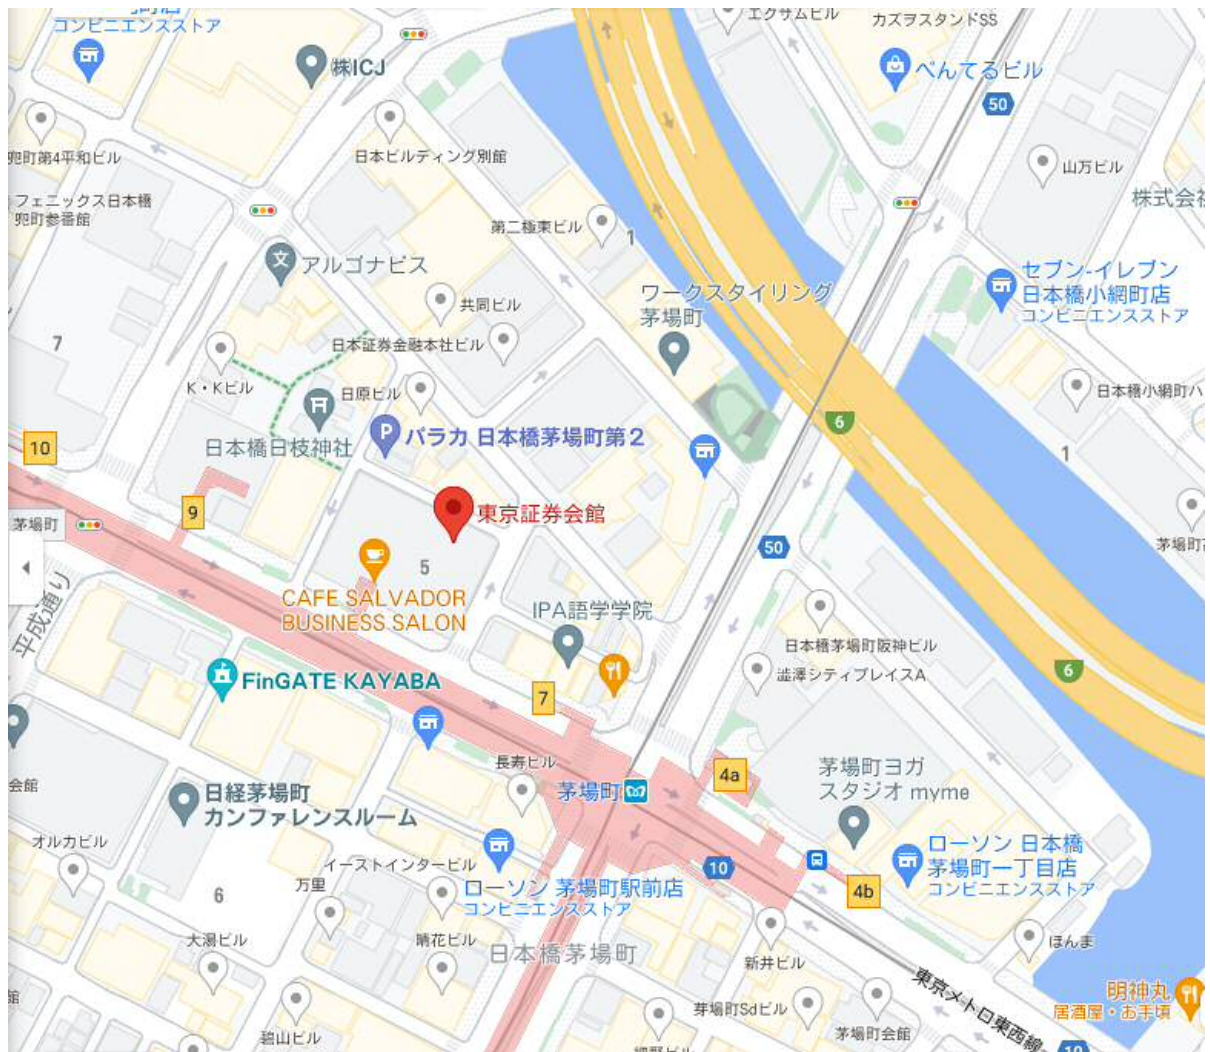 コンビニエンスストア
エクサムビル
カズヲスタンドSS
㈱ICJ
ぺんてるビル
50
兜町第4平和ビル
日本ビルディング別館
山万ビル
フェニックス日本橋
兜町参番館
株式会社
第二極東ビル
1
アルゴナビス
セブン-イレブン
日本橋小網町店
コンビニエンスストア
ワークスタイリング
茅場町
共同ビル
7
日本証券金融本社ビル
K・Kビル
日原ビル
日本橋小網町ハ
6
10
日本橋日枝神社
パラカ 日本橋茅場町第2
1
9
茅場町
東京証券会館
50
茅場町
5
平成通り
CAFE SALVADOR
BUSINESS SALON
IPA語学学院
日本橋茅場町阪神ビル
澁澤シティプレイスA
6
FinGATE KAYABA
7
長寿ビル
茅場町
4a
茅場町ヨガ
スタジオ myme
会館
日経茅場町
カンファレンスルーム
オルカビル
イーストインタービル
10
ローソン 日本橋
茅場町一丁目店
コンビニエンスストア
4b
万里
ローソン 茅場町駅前店
コンビニエンスストア
6
大湯ビル
晴花ビル
日本橋茅場町
新井ビル
ほんま
館
東京メトロ東西線
明神丸
居酒屋・お手頃
碧山ビル
芽場町Sdビル
茅場町会館
10